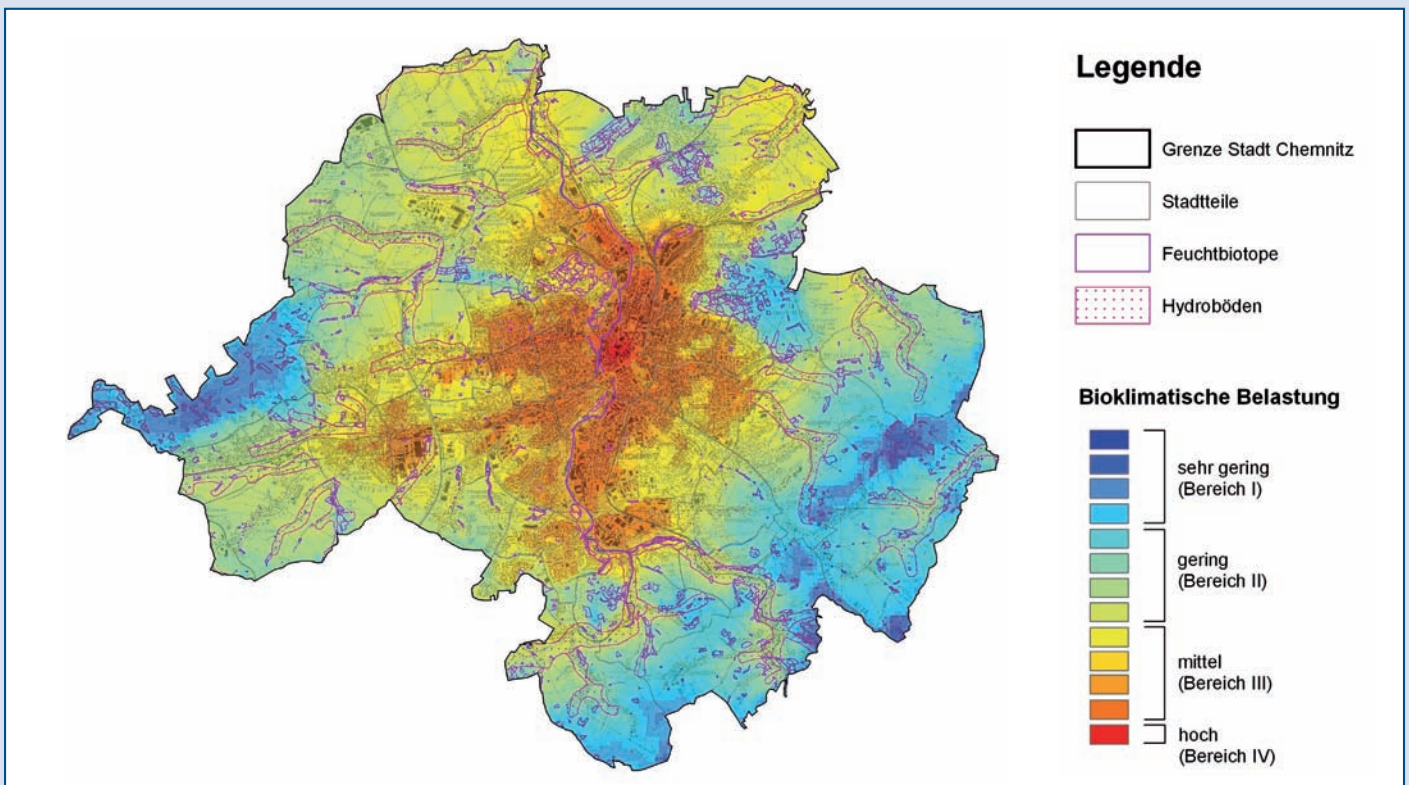 Legende
Grenze Stadt Chemnitz
Stadtteile
Feuchtbiotope
Hydroböden
Bioklimatische Belastung
sehr gering
(Bereich I)
gering
(Bereich II)
mittel
(Bereich III)
hoch
(Bereich IV)